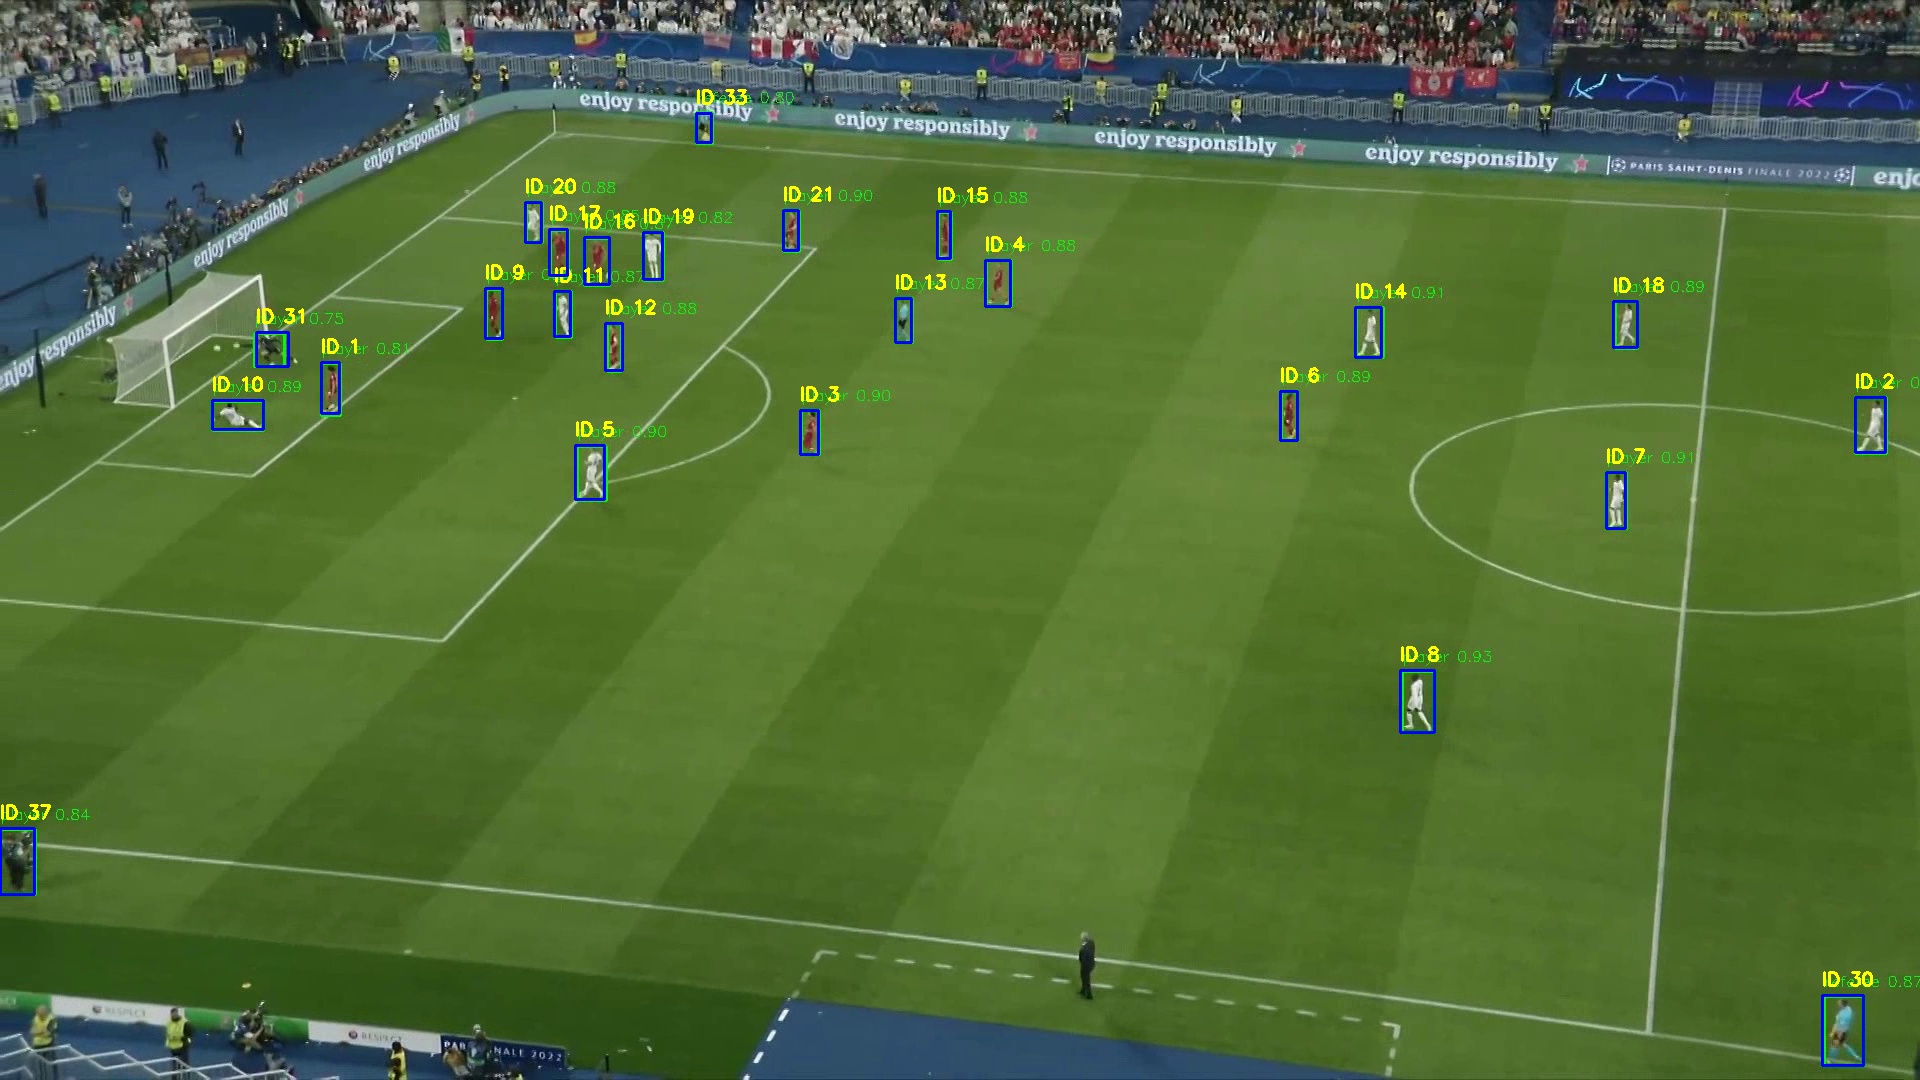 enjoy responsibly
enjoy responsibly
enjoy responsibly
enjoy responsibly
PARIS SAINT-DENIS FINALE 2022
enjoy
enjoy responsibly
enjoy responsibly
enjoy responsibly
ID 33 0.80
ID 20 0.88
ID 21 0.90
ID 15 0.88
ID 17
ID 16
ID 19 0.82
ID 4 0.88
ID 9
ID 11 0.87
ID 13 0.87
ID 12 0.88
ID 14 0.91
ID 18 0.89
ID 31 0.75
ID 1 0.81
ID 10 0.89
ID 3 0.90
ID 6 0.89
ID 2
ID 5 0.90
ID 7 0.91
ID 8 0.93
ID 37 0.84
ID 30 0.87
RESPECT
RESPECT
FINALE 2022